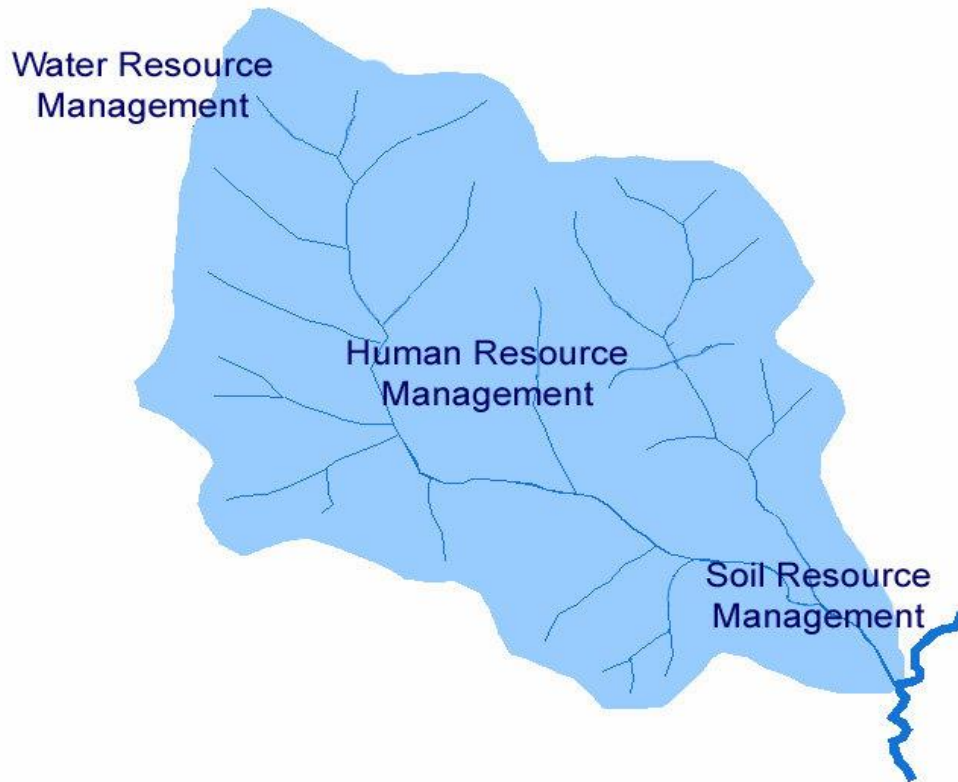 Water Resource
Management
Human Resource
Management
Soil Resource
Management